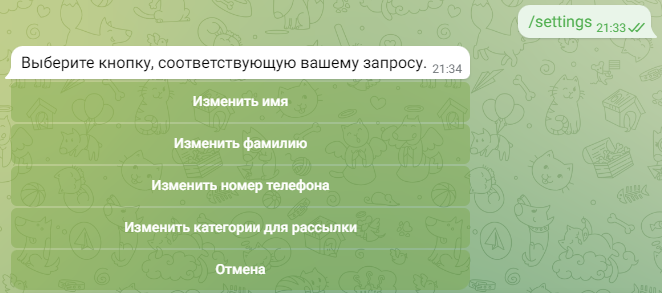 /settings 21:33
Выберите кнопку, соответствующую вашему запросу. 21:34
Изменить имя
Изменить фамилию
Изменить номер телефона
Изменить категории для рассылки
Отмена